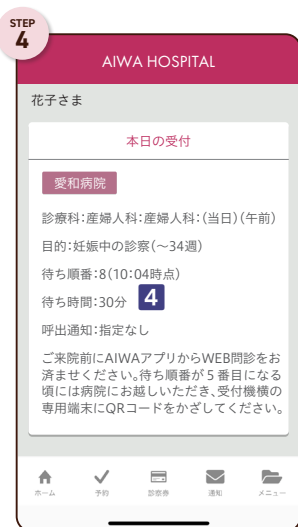 STEP
4
AIWA HOSPITAL
花子さま
本日の受付
愛和病院
診療科:産婦人科:産婦人科:(当日)(午前)
目的:妊娠中の診察(〜34週)
待ち順番:8(10:04時点)
待ち時間:30分 4
呼出通知:指定なし
ご来院前にAIWAアプリからWEB問診をお
済ませください。待ち順番が5番目になる
頃には病院にお越しいただき、受付機横の
専用端末にQRコードをかざしてください。
ホーム 予約 診察券 通知 メニュー